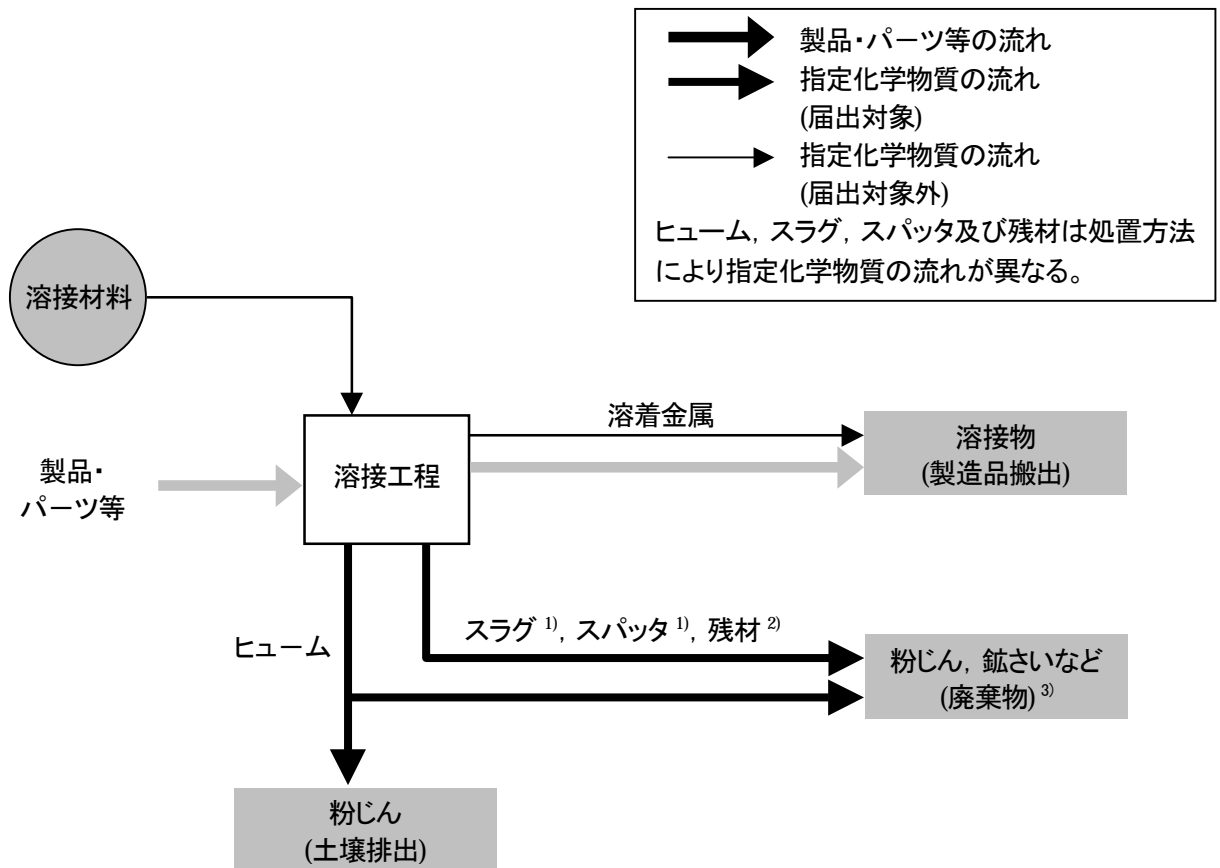 製品・パーツ等の流れ
指定化学物質の流れ
(届出対象)
指定化学物質の流れ
(届出対象外)
ヒューム, スラグ, スパッタ及び残材は処置方法
により指定化学物質の流れが異なる。
溶接材料
溶着金属
溶接物
(製造品搬出)
製品・
パーツ等
溶接工程
スラグ 1), スパッタ 1), 残材 2)
ヒューム
粉じん, 鉱さいなど
(廃棄物) 3)
粉じん
(土壌排出)